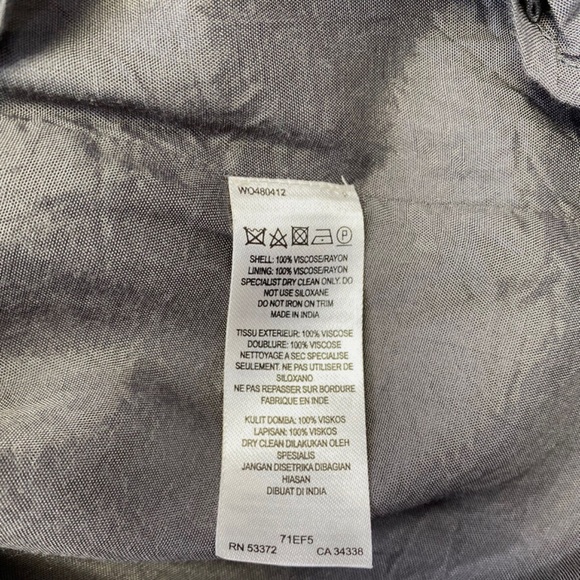 WO480412
P
SHELL: 100% VISCOSE/RAYON
LINING: 100% VISCOSE/RAYON
SPECIALIST DRY CLEAN ONLY. DO
NOT USE SILOXANE
DO NOT IRON ON TRIM
MADE IN INDIA
TISSU EXTERIEUR: 100% VISCOSE
DOUBLURE: 100% VISCOSE
NETTOYAGE A SEC SPECIALISE
SEULEMENT. NE PAS UTILISER DE
SILOXANO
NE PAS REPASSER SUR BORDURE
FABRIQUE EN INDE
KULIT DOMBA: 100% VISKOS
LAPISAN: 100% VISKOS
DRY CLEAN DILAKUKAN OLEH
SPESIALIS
JANGAN DISETRIKA DIBAGIAN
HIASAN
DIBUAT DI INDIA
71EF5
RN 53372 CA 34338